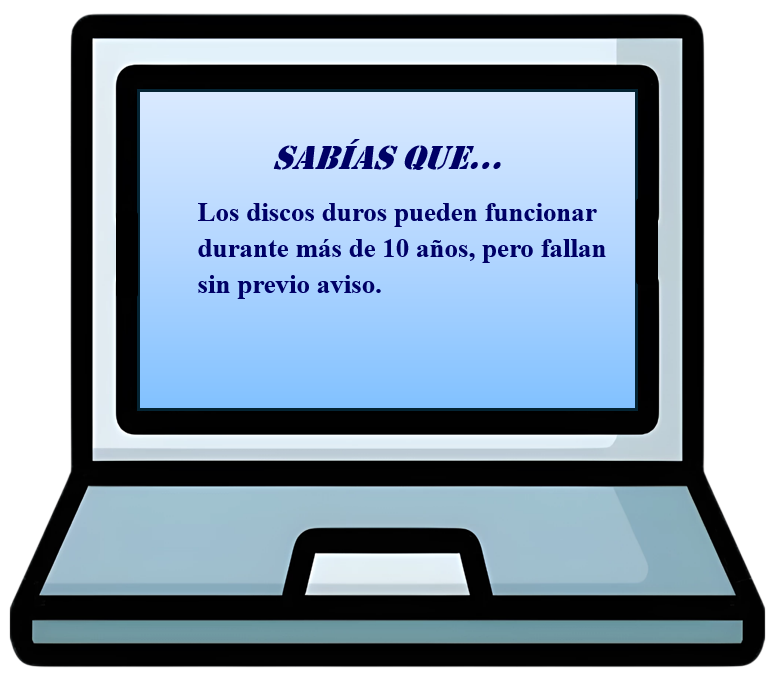 SABÍAS QUE...
Los discos duros pueden funcionar
durante más de 10 años, pero fallan
sin previo aviso.